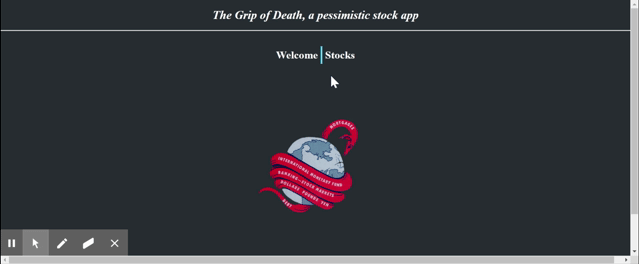 The Grip of Death, a pessimistic stock app
Welcome Stocks
MORTGAGES
INTERNATIONAL MONETARY FUND
BANKING-STOCK MARKETS
DOLLARS POUNDS YEN
DEBT